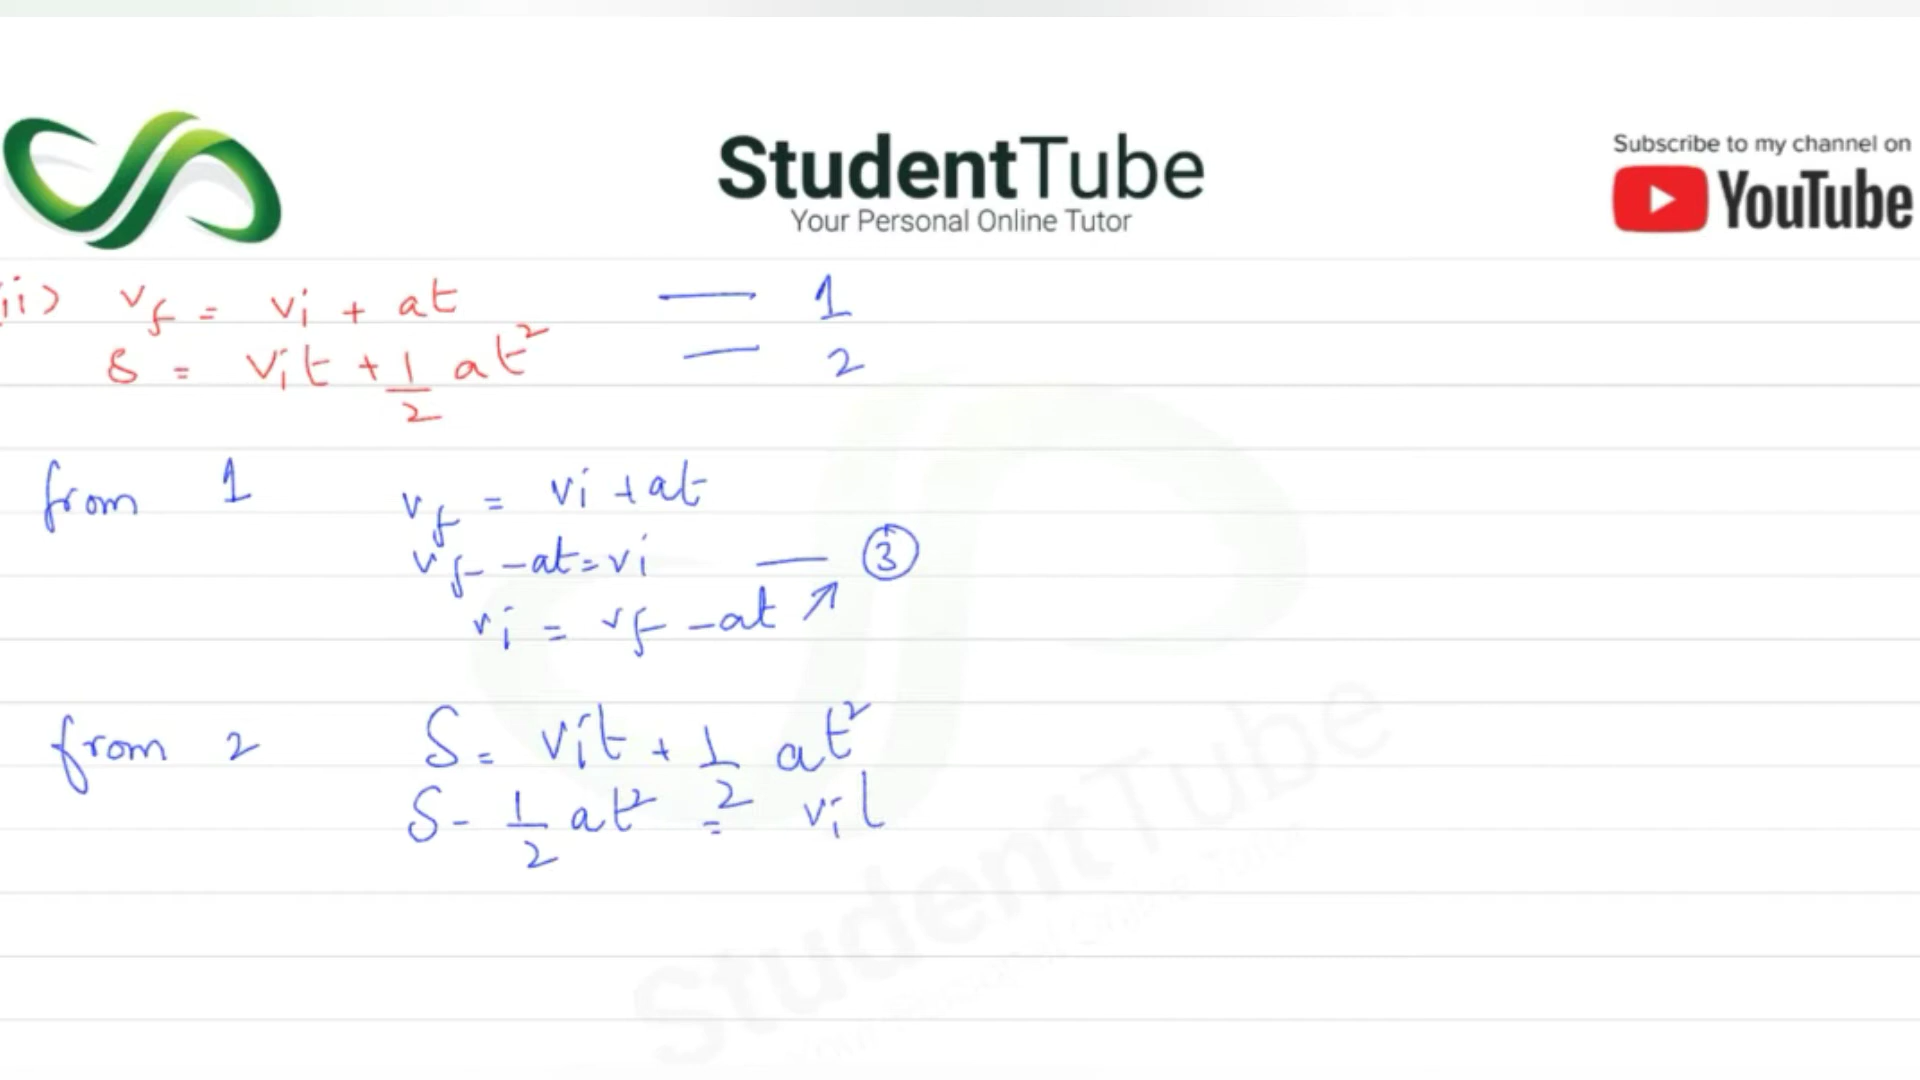 StudentTube
Your Personal Online Tutor
Subscribe to my channel on
YouTube
ii) vf = vi + at — 1
S = vit + 1/2 at² — 2
from 1 vf = vi + at
vf - at = vi — ③
vi = vf - at ↗
from 2 S = vit + 1/2 at²
S - 1/2 at² = vit
StudentTube